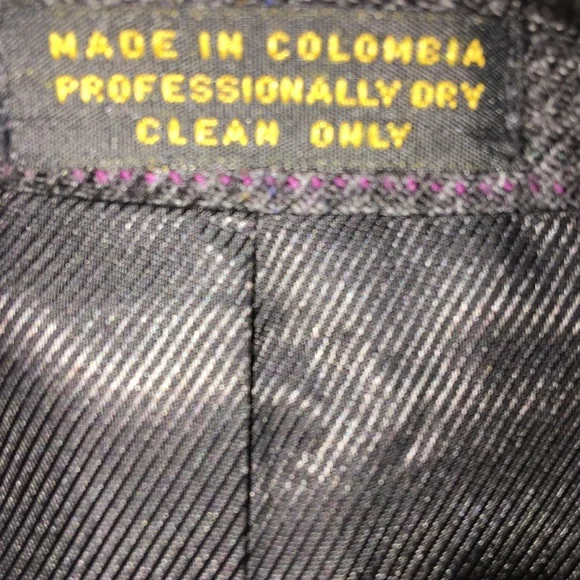 MADE IN COLOMBIA
PROFESSIONALLY DRY
CLEAN ONLY